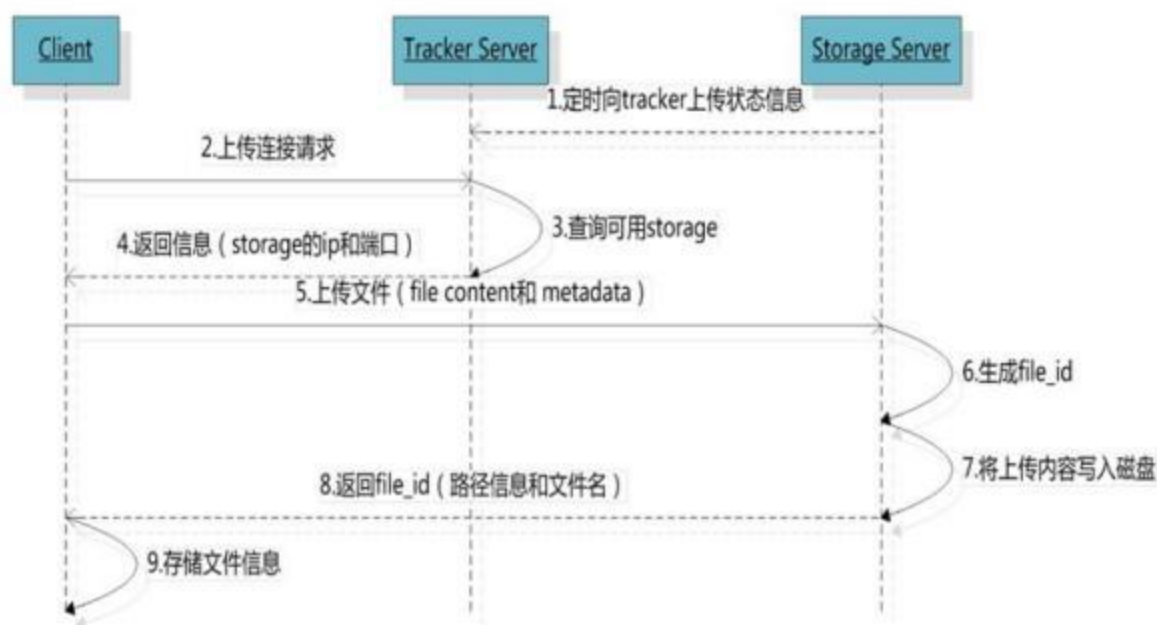 Client
Tracker Server
Storage Server
1.定时向tracker上传状态信息
2.上传连接请求
3.查询可用storage
4.返回信息（storage的ip和端口）
5.上传文件（file content和 metadata）
6.生成file_id
7.将上传内容写入磁盘
8.返回file_id（路径信息和文件名）
9.存储文件信息